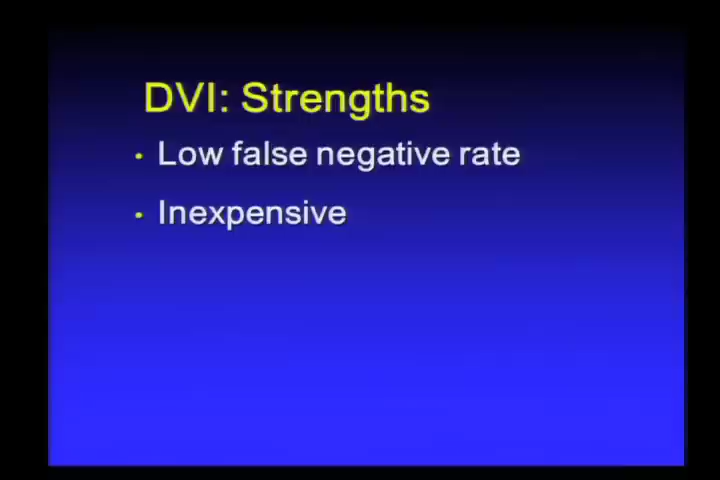 DVI: Strengths
• Low false negative rate
• Inexpensive